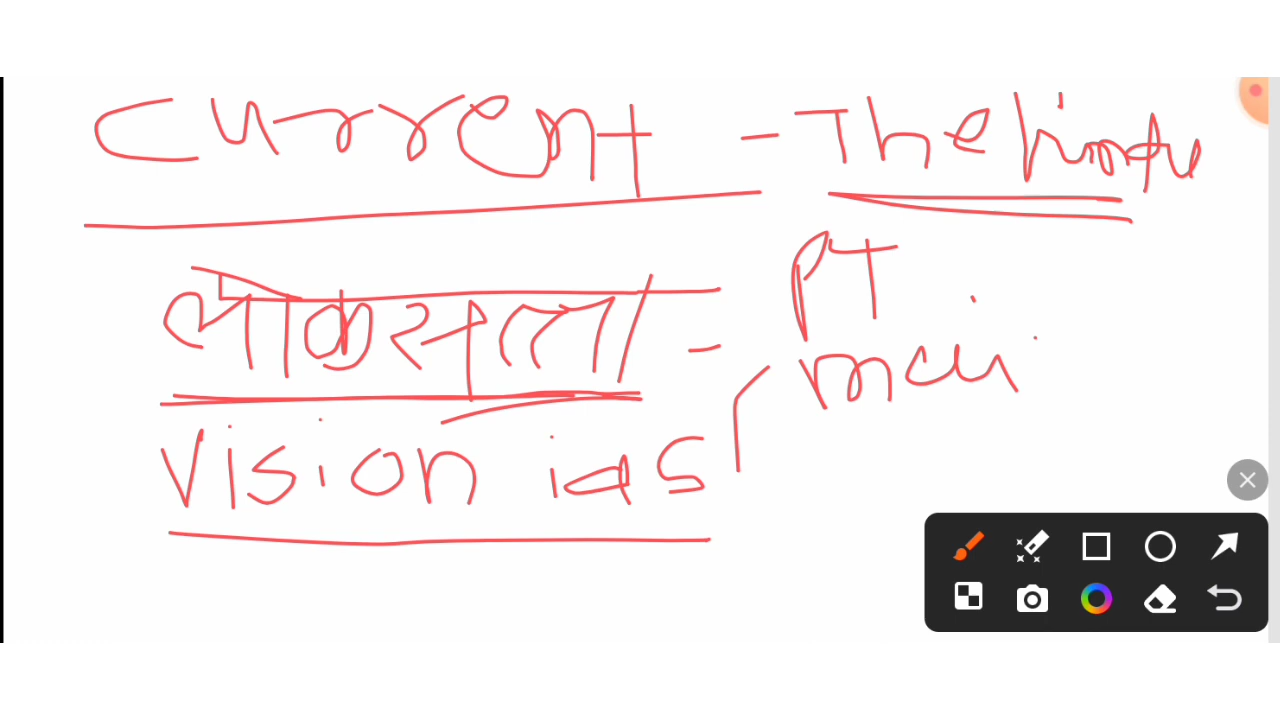 Current - The hindu
लोकसत्ता - PT
mai
Vision ias